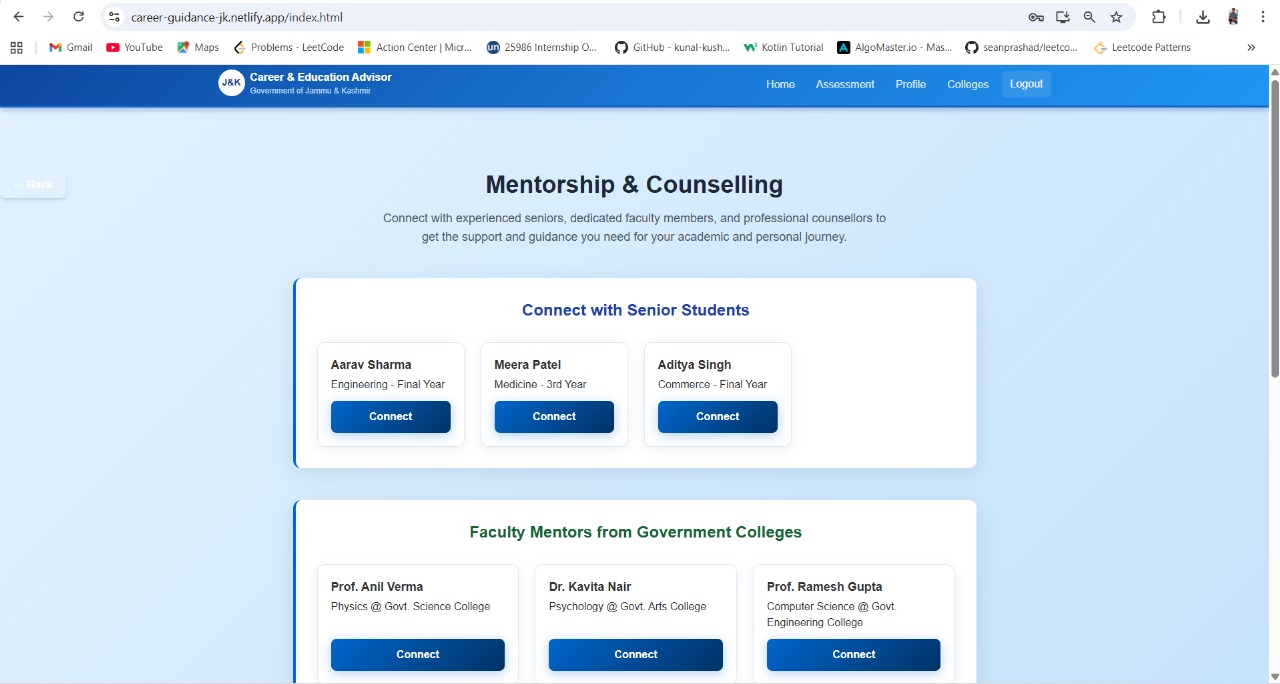 career-guidance-jk.netlify.app/index.html
Gmail
YouTube
Maps
Problems - LeetCode
Action Center | Micr...
un
25986 Internship O...
GitHub - kunal-kush...
Kotlin Tutorial
A
AlgoMaster.io - Mas...
seanprashad/leetco...
Leetcode Patterns
»
J&K
Career & Education Advisor
Government of Jammu & Kashmir
Home
Assessment
Profile
Colleges
Logout
← Back
Mentorship & Counselling
Connect with experienced seniors, dedicated faculty members, and professional counsellors to
get the support and guidance you need for your academic and personal journey.
Connect with Senior Students
Aarav Sharma
Engineering - Final Year
Connect
Meera Patel
Medicine - 3rd Year
Connect
Aditya Singh
Commerce - Final Year
Connect
Faculty Mentors from Government Colleges
Prof. Anil Verma
Physics @ Govt. Science College
Connect
Dr. Kavita Nair
Psychology @ Govt. Arts College
Connect
Prof. Ramesh Gupta
Computer Science @ Govt.
Engineering College
Connect